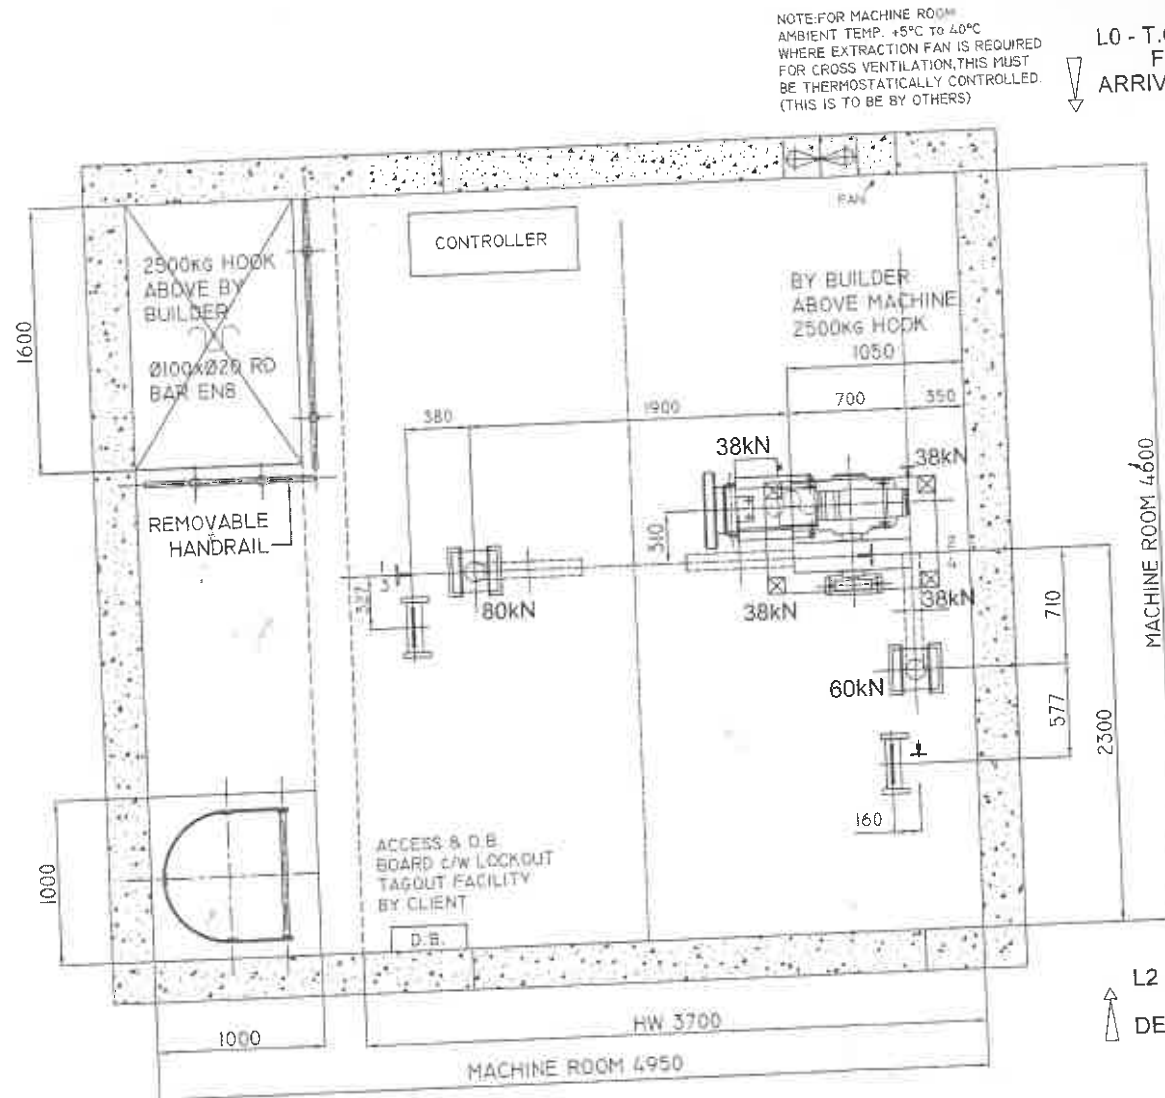 NOTE:FOR MACHINE ROOM
AMBIENT TEMP. +5°C TO 40°C
WHERE EXTRACTION FAN IS REQUIRED
FOR CROSS VENTILATION,THIS MUST
BE THERMOSTATICALLY CONTROLLED.
(THIS IS TO BE BY OTHERS)
L0 - T.
F
ARRIV
FAN
CONTROLLER
2500KG HOOK
ABOVE BY
BUILDER
Ø100xØ20 RD
BAR EN8
1600
BY BUILDER
ABOVE MACHINE
2500KG HOOK
1050
380
1900
700
350
38kN
38kN
MACHINE ROOM 4600
REMOVABLE
HANDRAIL
310
80kN
38kN
38kN
710
60kN
577
2300
160
1000
ACCESS & D.B.
BOARD C/W LOCKOUT
TAGOUT FACILITY
BY CLIENT
D.B.
L2
DE
1000
HW 3700
MACHINE ROOM 4950